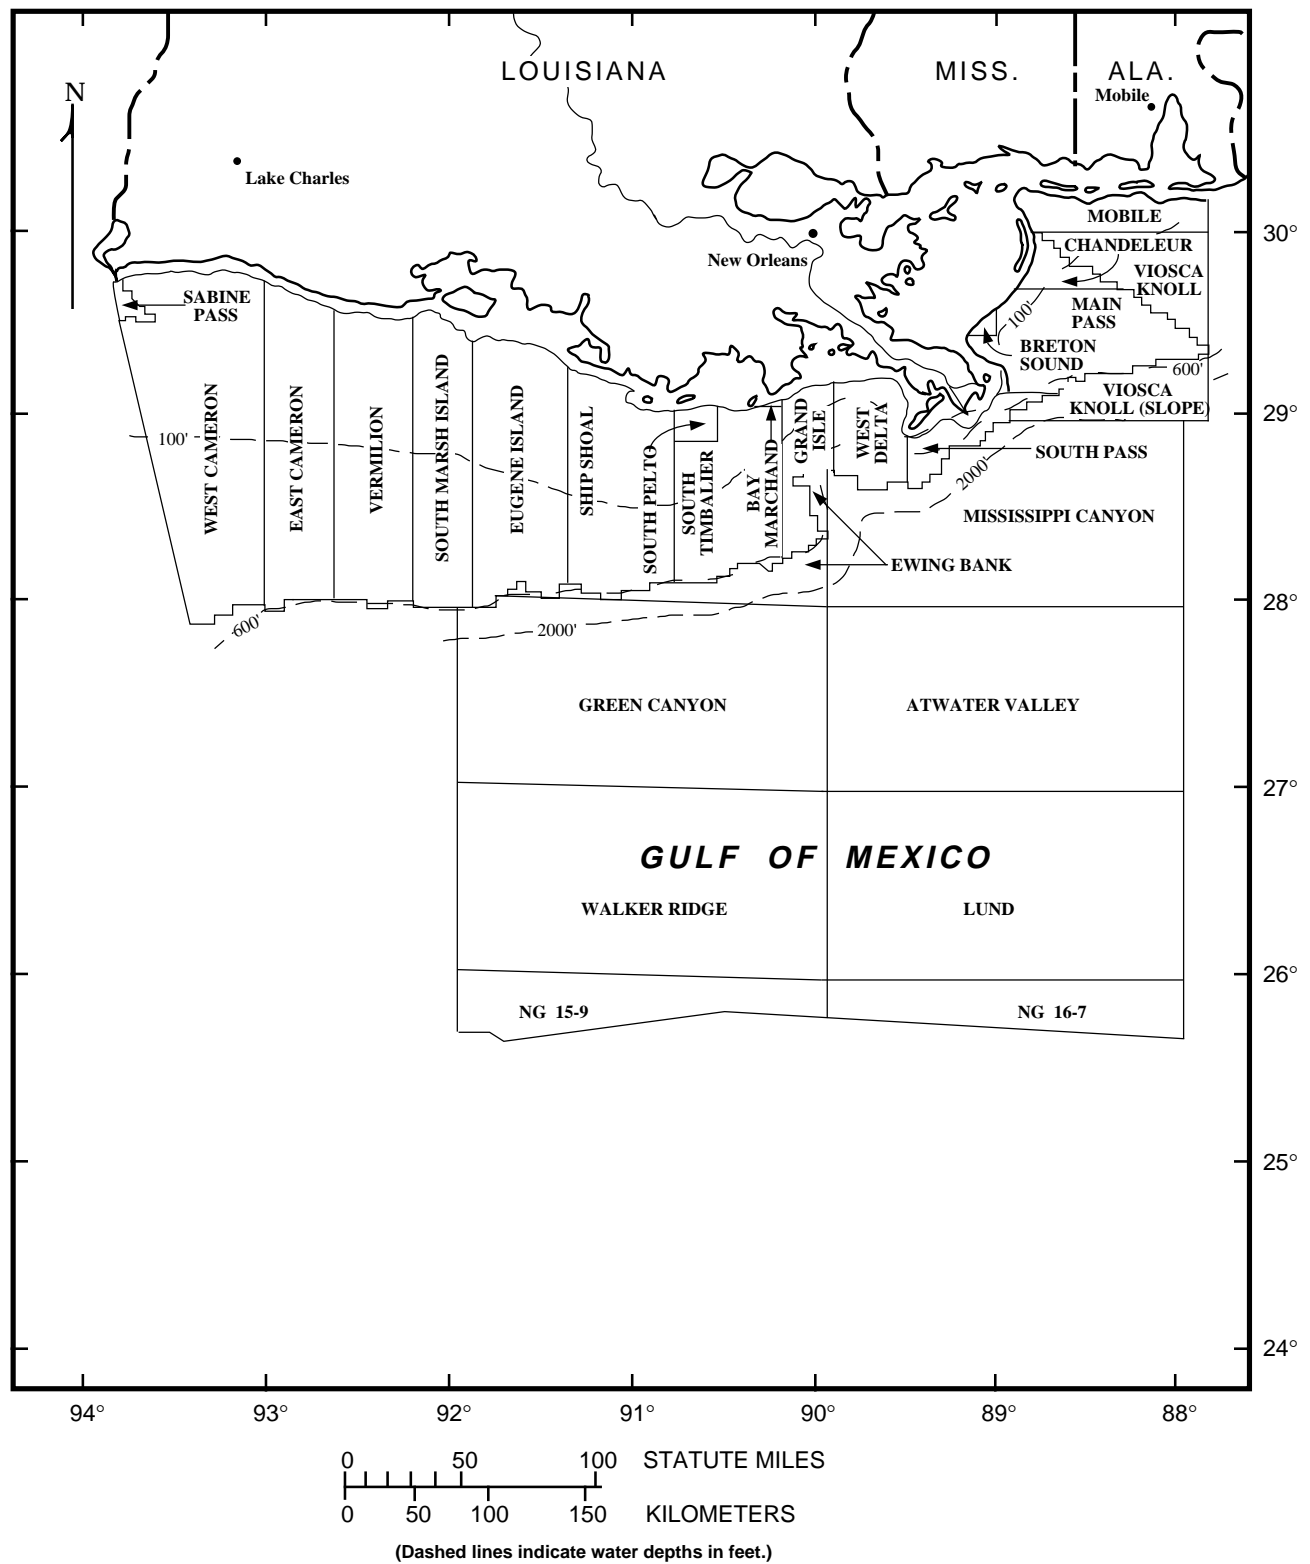 LOUISIANA
MISS.
ALA.
Mobile
N
Lake Charles
New Orleans
MOBILE
CHANDELEUR
VIOSCA
KNOLL
MAIN
PASS
100'
BRETON
SOUND
600'
VIOSCA
KNOLL (SLOPE)
SABINE
PASS
WEST CAMERON
EAST CAMERON
VERMILION
SOUTH MARSH ISLAND
EUGENE ISLAND
SHIP SHOAL
SOUTH PELTO
SOUTH
TIMBALIER
BAY
MARCHAND
GRAND
ISLE
WEST
DELTA
SOUTH PASS
2000'
MISSISSIPPI CANYON
EWING BANK
100'
600'
2000'
GREEN CANYON
ATWATER VALLEY
GULF OF MEXICO
WALKER RIDGE
LUND
NG 15-9
NG 16-7
30°
29°
28°
27°
26°
25°
24°
94°
93°
92°
91°
90°
89°
88°
0 50 100 STATUTE MILES
0 50 100 150 KILOMETERS
(Dashed lines indicate water depths in feet.)